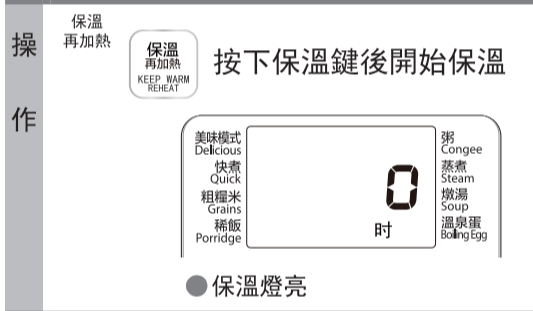 操作
保溫
再加熱
保溫
再加熱
KEEP WARM
REHEAT
按下保溫鍵後開始保溫
美味模式
Delicious
快煮
Quick
粗糧米
Grains
稀飯
Porridge
0
时
粥
Congee
蒸煮
Steam
燉湯
Soup
溫泉蛋
Boiling Egg
●保溫燈亮